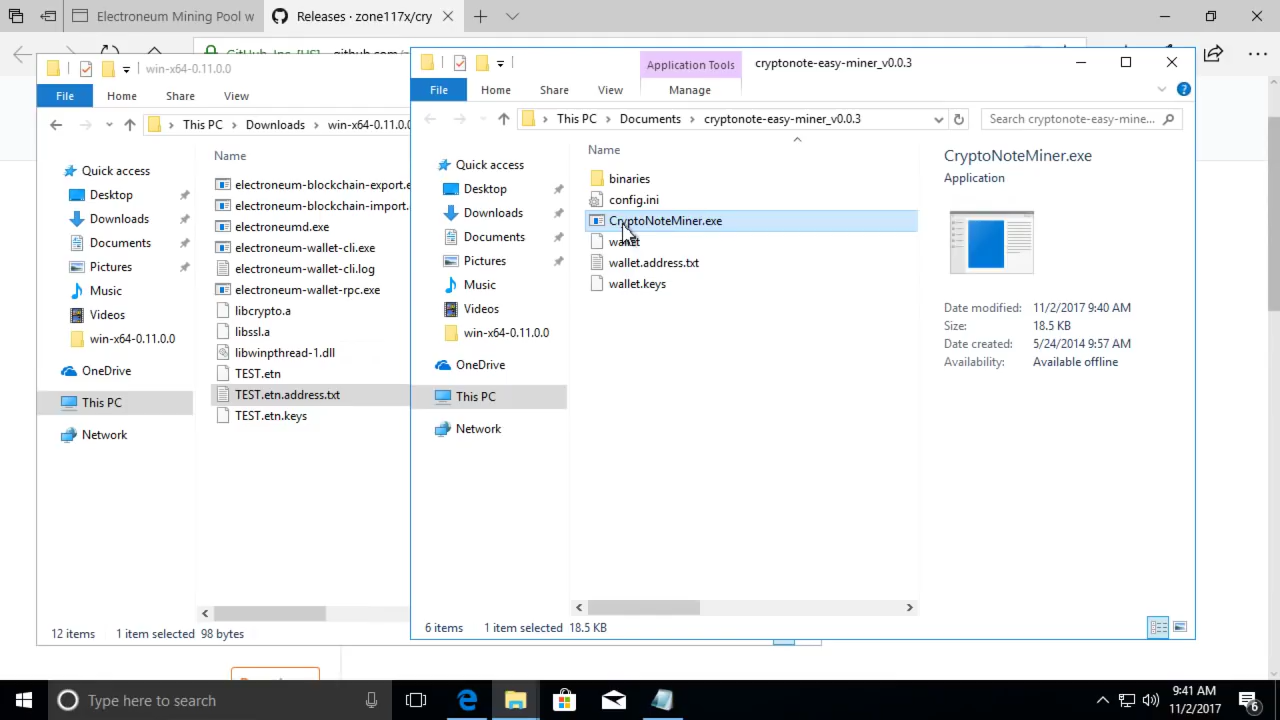 Electroneum Mining Pool w
Releases · zone117x/cry
win-x64-0.11.0.0
File
Home
Share
View
This PC
Downloads
win-x64-0.11.0.0
Name
Quick access
Desktop
Downloads
Documents
Pictures
Music
Videos
win-x64-0.11.0.0
OneDrive
This PC
Network
electroneum-blockchain-export.e
electroneum-blockchain-import.
electroneumd.exe
electroneum-wallet-cli.exe
electroneum-wallet-cli.log
electroneum-wallet-rpc.exe
libcrypto.a
libssl.a
libwinpthread-1.dll
TEST.etn
TEST.etn.address.txt
TEST.etn.keys
12 items 1 item selected 98 bytes
Application Tools
cryptonote-easy-miner_v0.0.3
File
Home
Share
View
Manage
This PC
Documents
cryptonote-easy-miner_v0.0.3
Search cryptonote-easy-mine...
Name
Quick access
Desktop
Downloads
Documents
Pictures
Music
Videos
win-x64-0.11.0.0
OneDrive
This PC
Network
binaries
config.ini
CryptoNoteMiner.exe
wallet
wallet.address.txt
wallet.keys
CryptoNoteMiner.exe
Application
Date modified: 11/2/2017 9:40 AM
Size: 18.5 KB
Date created: 5/24/2014 9:57 AM
Availability: Available offline
6 items 1 item selected 18.5 KB
Type here to search
9:41 AM
11/2/2017
6